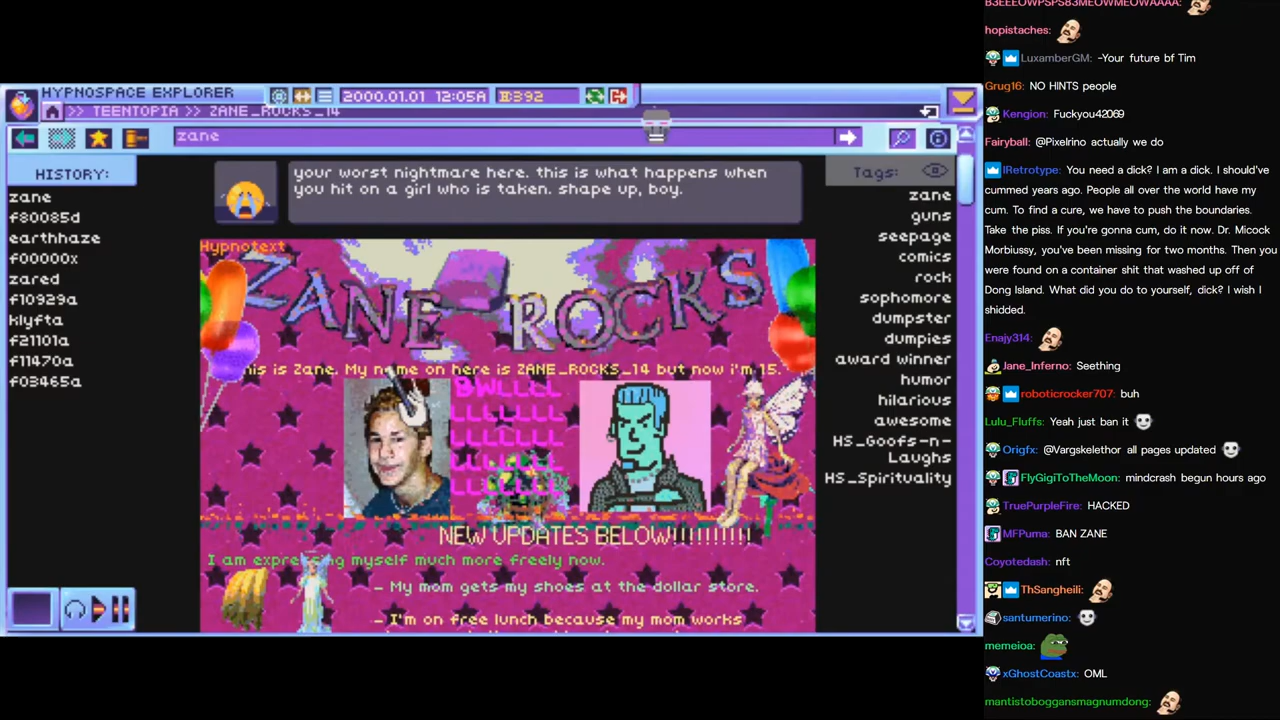 HYPNOSPACE EXPLORER
2000.01.01 12:05A
392
>> TEENTOPIA >> ZANE_ROCKS_14
zane
HISTORY:
zane
f80085d
earthhaze
f00000x
zared
f10929a
klyfta
f21101a
f11470a
f03465a
your worst nightmare here. this is what happens when
you hit on a girl who is taken. shape up, boy.
Tags:
zane
guns
seepage
comics
rock
sophomore
dumpster
dumpies
award winner
humor
hilarious
awesome
HS_Goofs-n-
Laughs
HS_Spirituality
Hypnotext
ZANE ROCKS
his is Zane. My name on here is ZANE_ROCKS_14 but now i'm 15.
BWLLLL
LLLLLLL
LLLLLLL
LLLLLLL
LLLLLLL
NEW UPDATES BELOW!!!!!!!!!!
I am expressing myself much more freely now.
- My mom gets my shoes at the dollar store.
- I'm on free lunch because my mom works
B3EEEOWPSPS83MEOWMEOWAAAA:
hopistaches:
LuxamberGM: -Your future bf Tim
Grug16: NO HINTS people
Kengion: Fuckyou42069
Fairyball: @Pixelrino actually we do
IRetrotype: You need a dick? I am a dick. I should've
cummed years ago. People all over the world have my
cum. To find a cure, we have to push the boundaries.
Take the piss. If you're gonna cum, do it now. Dr. Micock
Morbiussy, you've been missing for two months. Then you
were found on a container shit that washed up off of
Dong Island. What did you do to yourself, dick? I wish I
shidded.
Enajy314:
Jane_Inferno: Seething
roboticrocker707: buh
Lulu_Fluffs: Yeah just ban it
Origfx: @Vargskelethor all pages updated
FlyGigiToTheMoon: mindcrash begun hours ago
TruePurpleFire: HACKED
MFPuma: BAN ZANE
Coyotedash: nft
ThSangheili:
santumerino:
memeioa:
xGhostCoastx: OML
mantistoboggansmagnumdong: